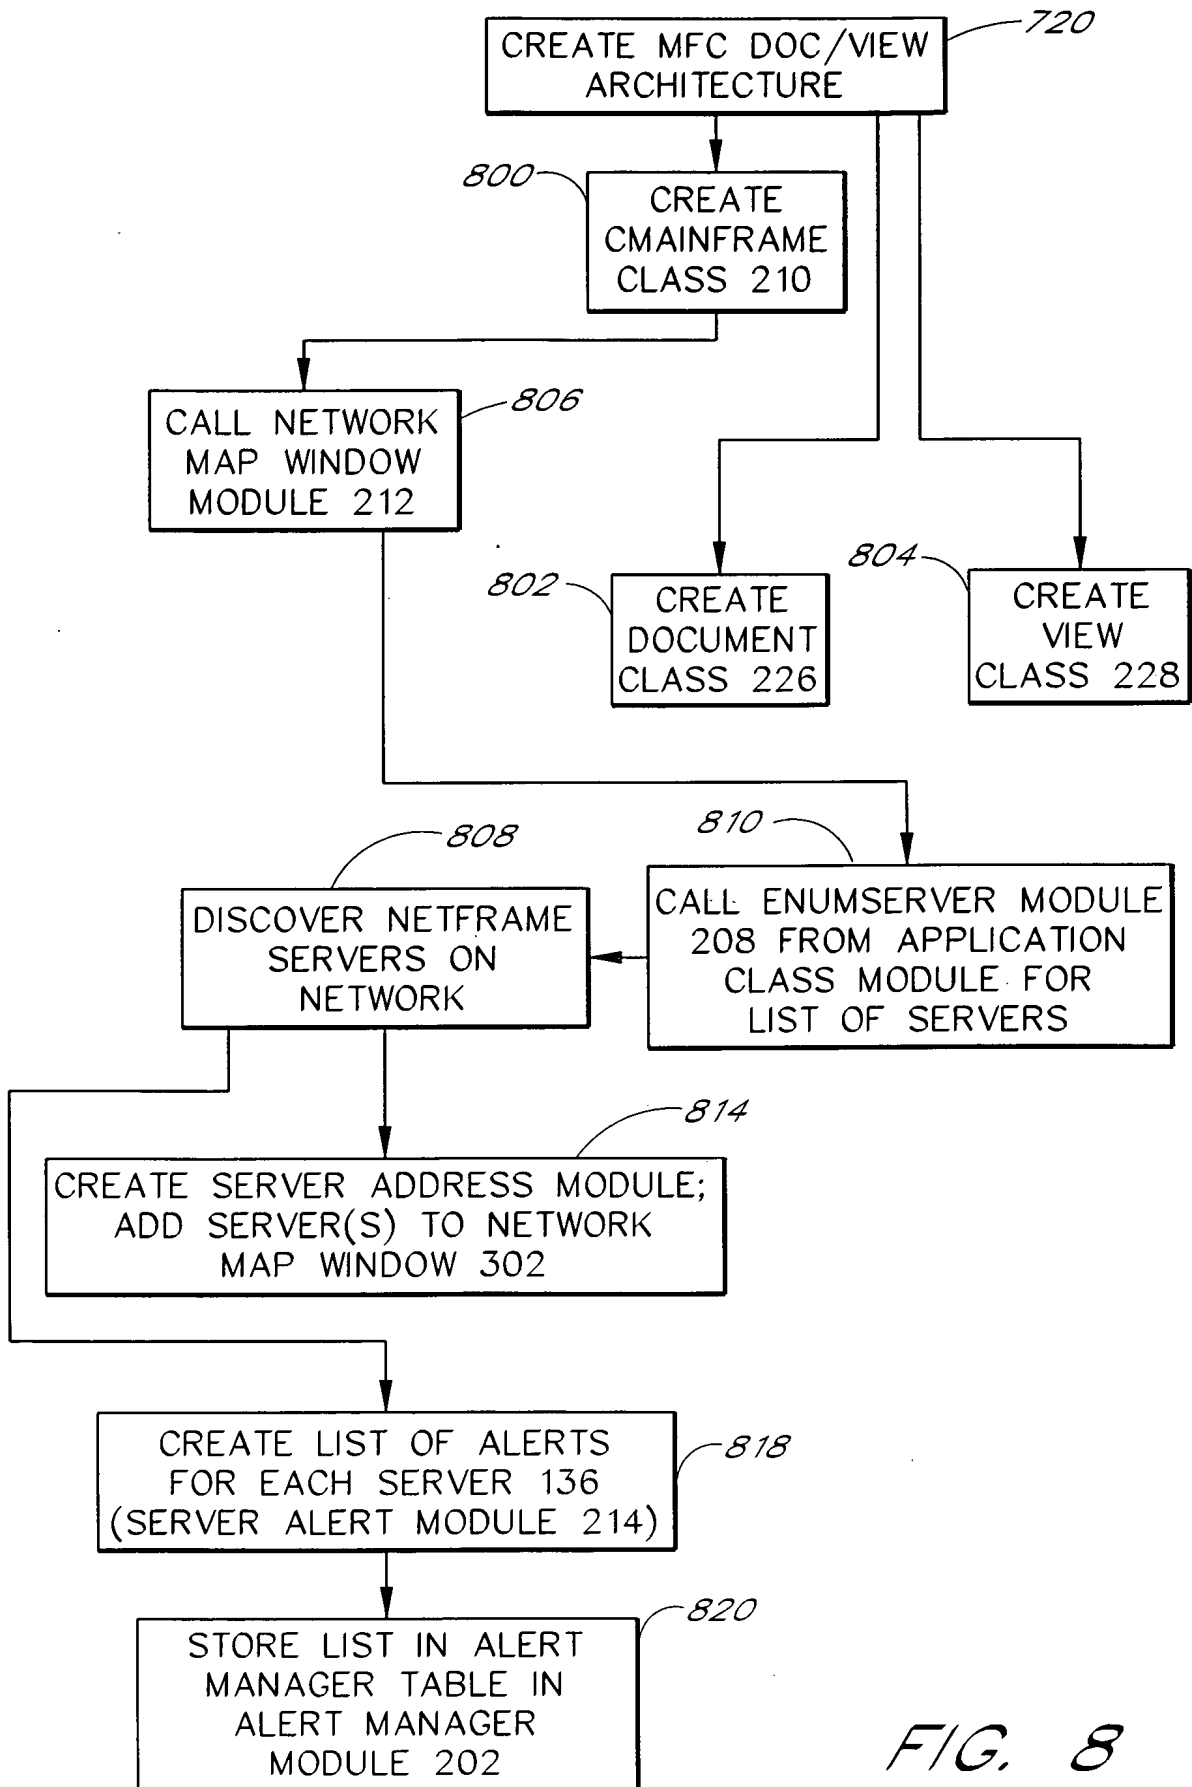 CREATE MFC DOC/VIEW
ARCHITECTURE
720
800
CREATE
CMAINFRAME
CLASS 210
806
CALL NETWORK
MAP WINDOW
MODULE 212
802
CREATE
DOCUMENT
CLASS 226
804
CREATE
VIEW
CLASS 228
808
DISCOVER NETFRAME
SERVERS ON
NETWORK
810
CALL ENUMSERVER MODULE
208 FROM APPLICATION
CLASS MODULE FOR
LIST OF SERVERS
814
CREATE SERVER ADDRESS MODULE;
ADD SERVER(S) TO NETWORK
MAP WINDOW 302
CREATE LIST OF ALERTS
FOR EACH SERVER 136
(SERVER ALERT MODULE 214)
818
820
STORE LIST IN ALERT
MANAGER TABLE IN
ALERT MANAGER
MODULE 202
FIG. 8